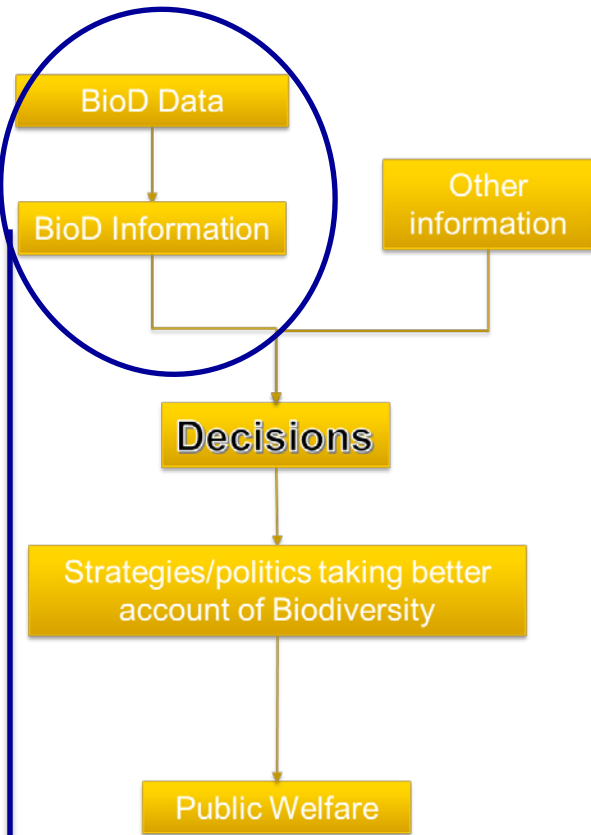 BioD Data
BioD Information
Other
information
Decisions
Strategies/politics taking better
account of Biodiversity
Public Welfare